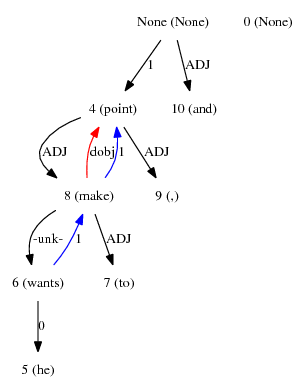 None (None) 0 (None)
1 ADJ
4 (point) 10 (and)
ADJ dobj 1 ADJ
8 (make) 9 (,)
-unk- 1 ADJ
6 (wants) 7 (to)
0
5 (he)